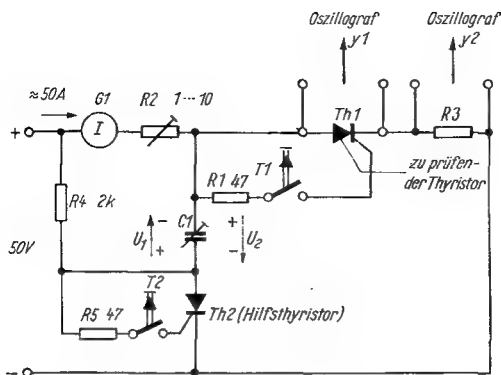 Oszillograf
y1
Oszillograf
y2
≈50A
G1
R2
1···10
Th1
R3
I
+
T1
zu prüfen-
der Thyristor
R1 47
R4 2k
C1
U1
-
+
+
-
U2
50V
T2
R5 47
Th2 (Hilfsthyristor)
-